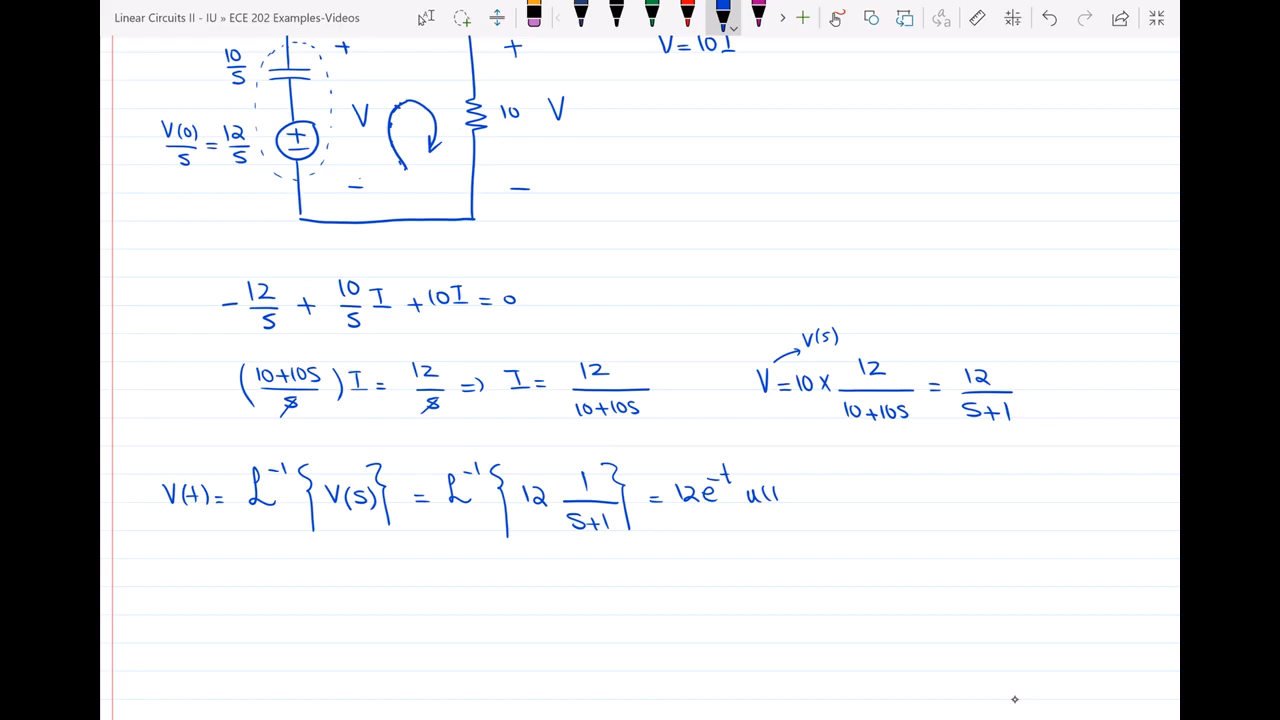 Linear Circuits II - IU » ECE 202 Examples-Videos
V = 10I
10/S
+ +
V(0)/S = 12/S
+
−
V
10 V
− −
− 12/S + 10/S I + 10I = 0
V(S)
( 10+10S / S ) I = 12/S => I = 12 / 10+10S
V = 10 × 12 / 10+10S = 12 / S+1
V(t) = ℒ⁻¹ { V(S) } = ℒ⁻¹ { 12 1 / S+1 } = 12e⁻ᵗ